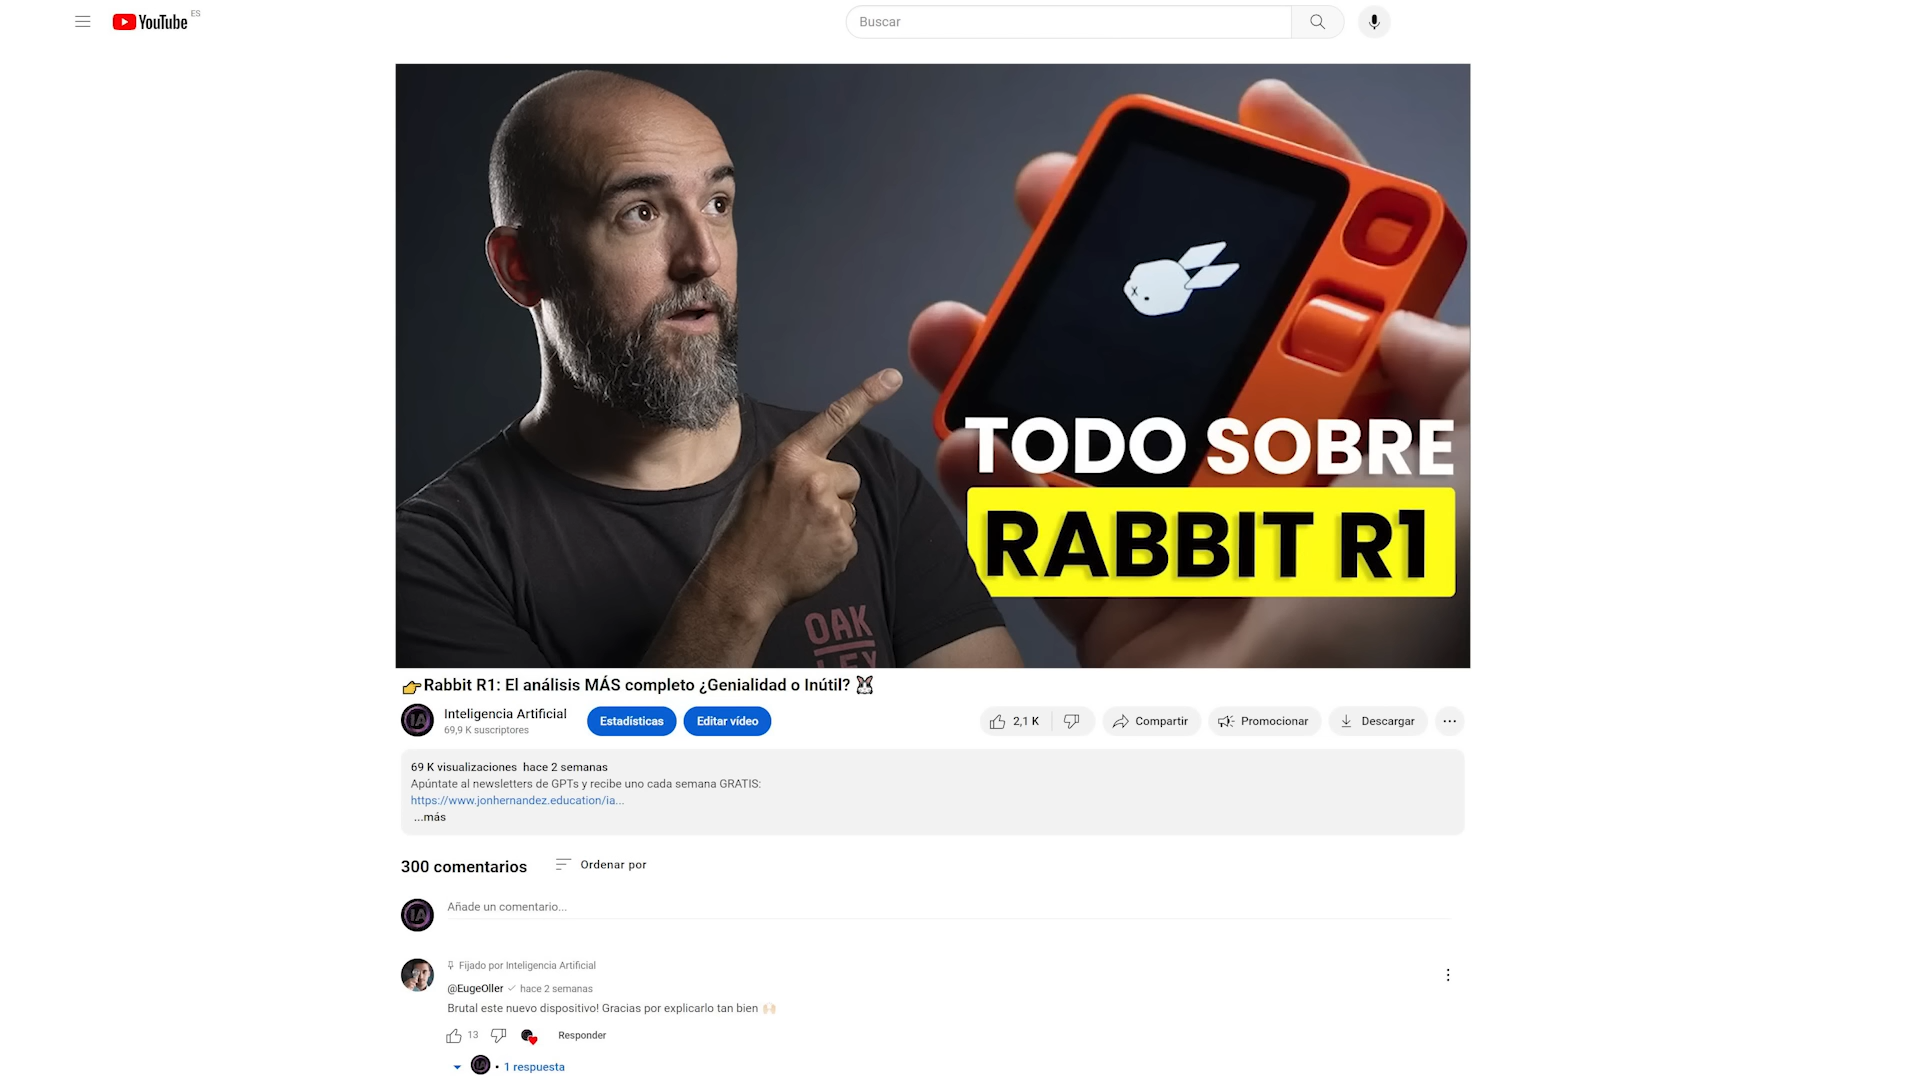 YouTube ES
Buscar
TODO SOBRE
RABBIT R1
OAK
LEY
👉Rabbit R1: El análisis MÁS completo ¿Genialidad o Inútil? 🐰
IA
Inteligencia Artificial
69,9 K suscriptores
Estadísticas
Editar vídeo
2,1 K
Compartir
Promocionar
Descargar
69 K visualizaciones hace 2 semanas
Apúntate al newsletters de GPTs y recibe uno cada semana GRATIS:
https://www.jonhernandez.education/ia...
...más
300 comentarios
Ordenar por
IA
Añade un comentario...
Fijado por Inteligencia Artificial
@EugeOller hace 2 semanas
Brutal este nuevo dispositivo! Gracias por explicarlo tan bien 🙌🏻
13
Responder
• 1 respuesta